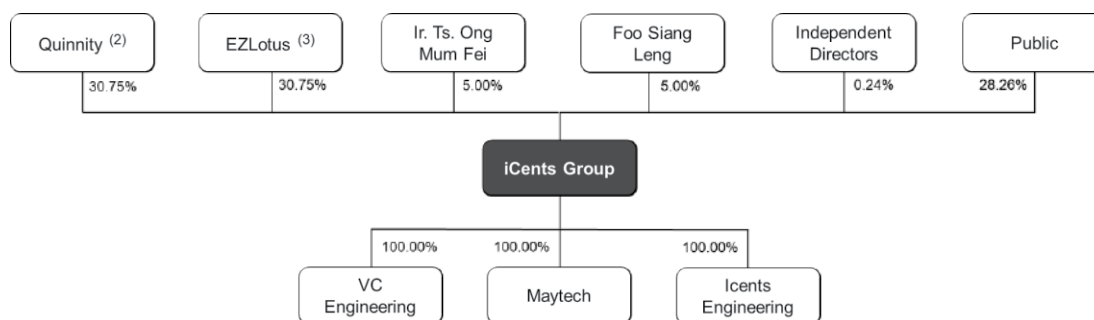 Quinnity (2)
EZLotus (3)
Ir. Ts. Ong
Mum Fei
Foo Siang
Leng
Independent
Directors
Public
30.75%
30.75%
5.00%
5.00%
0.24%
28.26%
iCents Group
100.00%
100.00%
100.00%
VC
Engineering
Maytech
Icents
Engineering